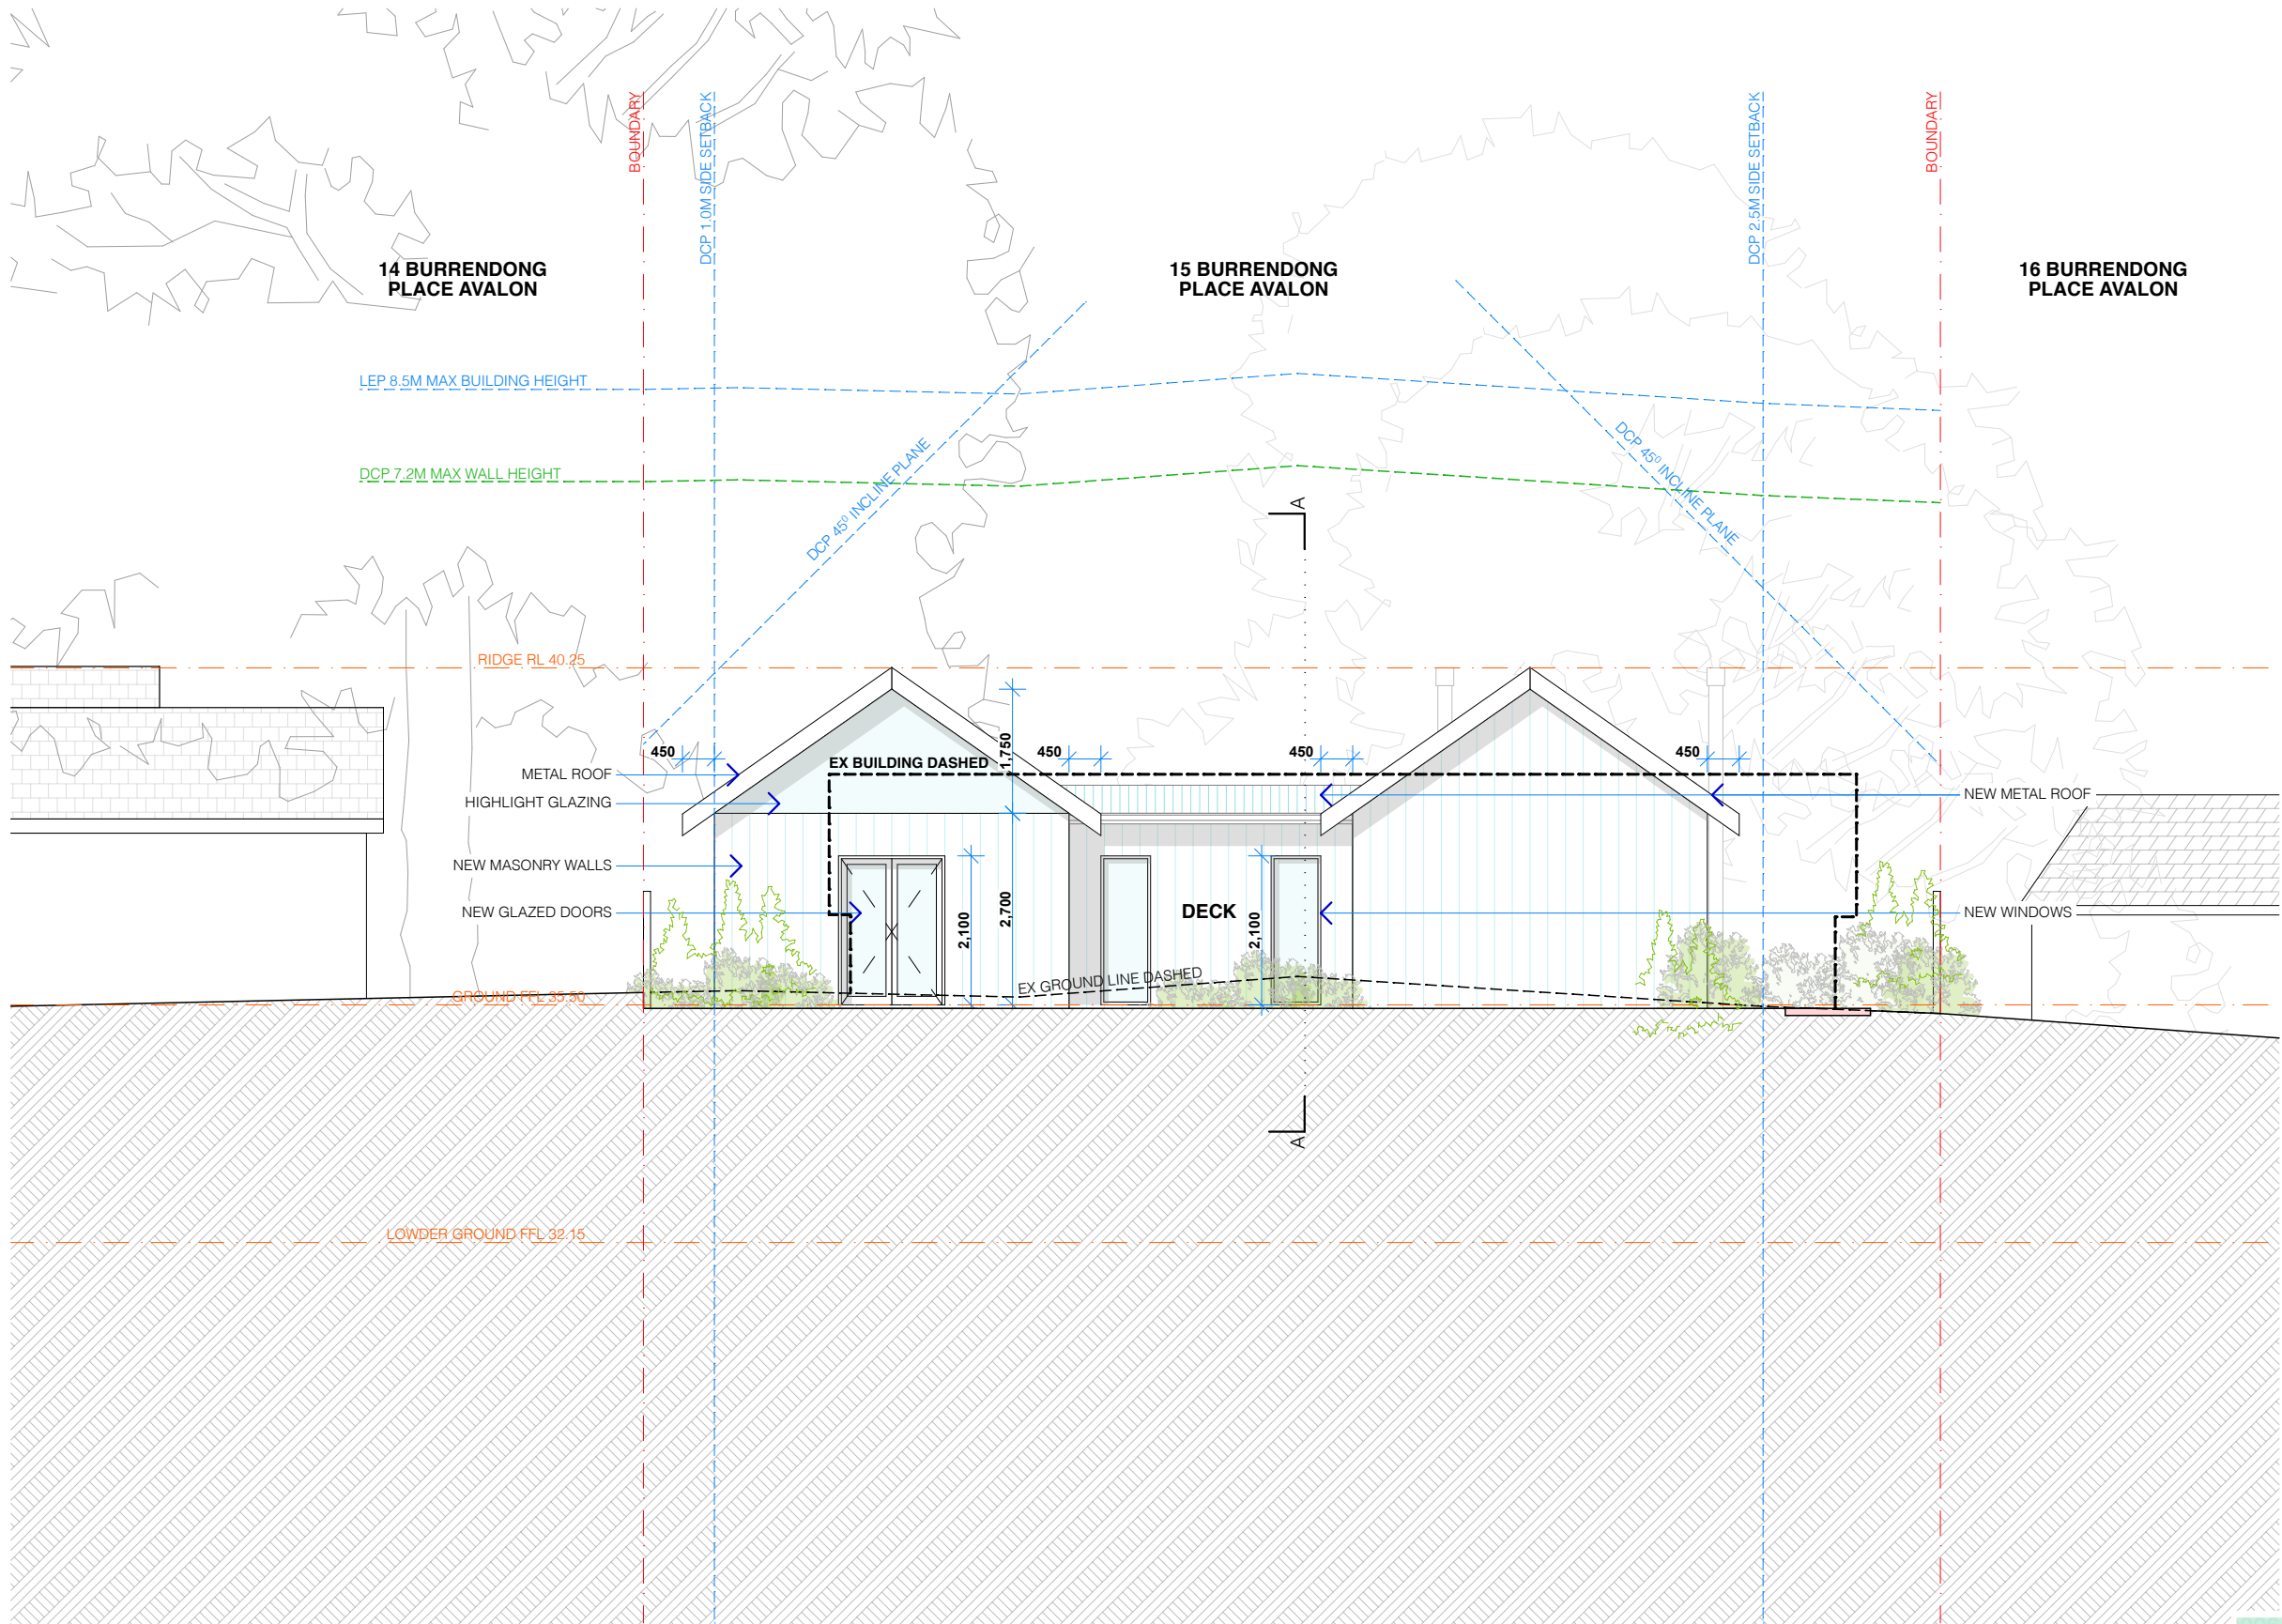 BOUNDARY
DCP 1.0M SIDE SETBACK
DCP 2.5M SIDE SETBACK
BOUNDARY
14 BURRENDONG
PLACE AVALON
15 BURRENDONG
PLACE AVALON
16 BURRENDONG
PLACE AVALON
LEP 8.5M MAX BUILDING HEIGHT
DCP 7.2M MAX WALL HEIGHT
DCP 45⁰ INCLINE PLANE
DCP 45⁰ INCLINE PLANE
A
RIDGE RL 40.25
450
450
450
450
1,750
EX BUILDING DASHED
METAL ROOF
HIGHLIGHT GLAZING
NEW METAL ROOF
NEW MASONRY WALLS
NEW GLAZED DOORS
2,100
2,700
DECK
2,100
NEW WINDOWS
EX GROUND LINE DASHED
GROUND FFL 35.50
A
LOWDER GROUND FFL 32.15